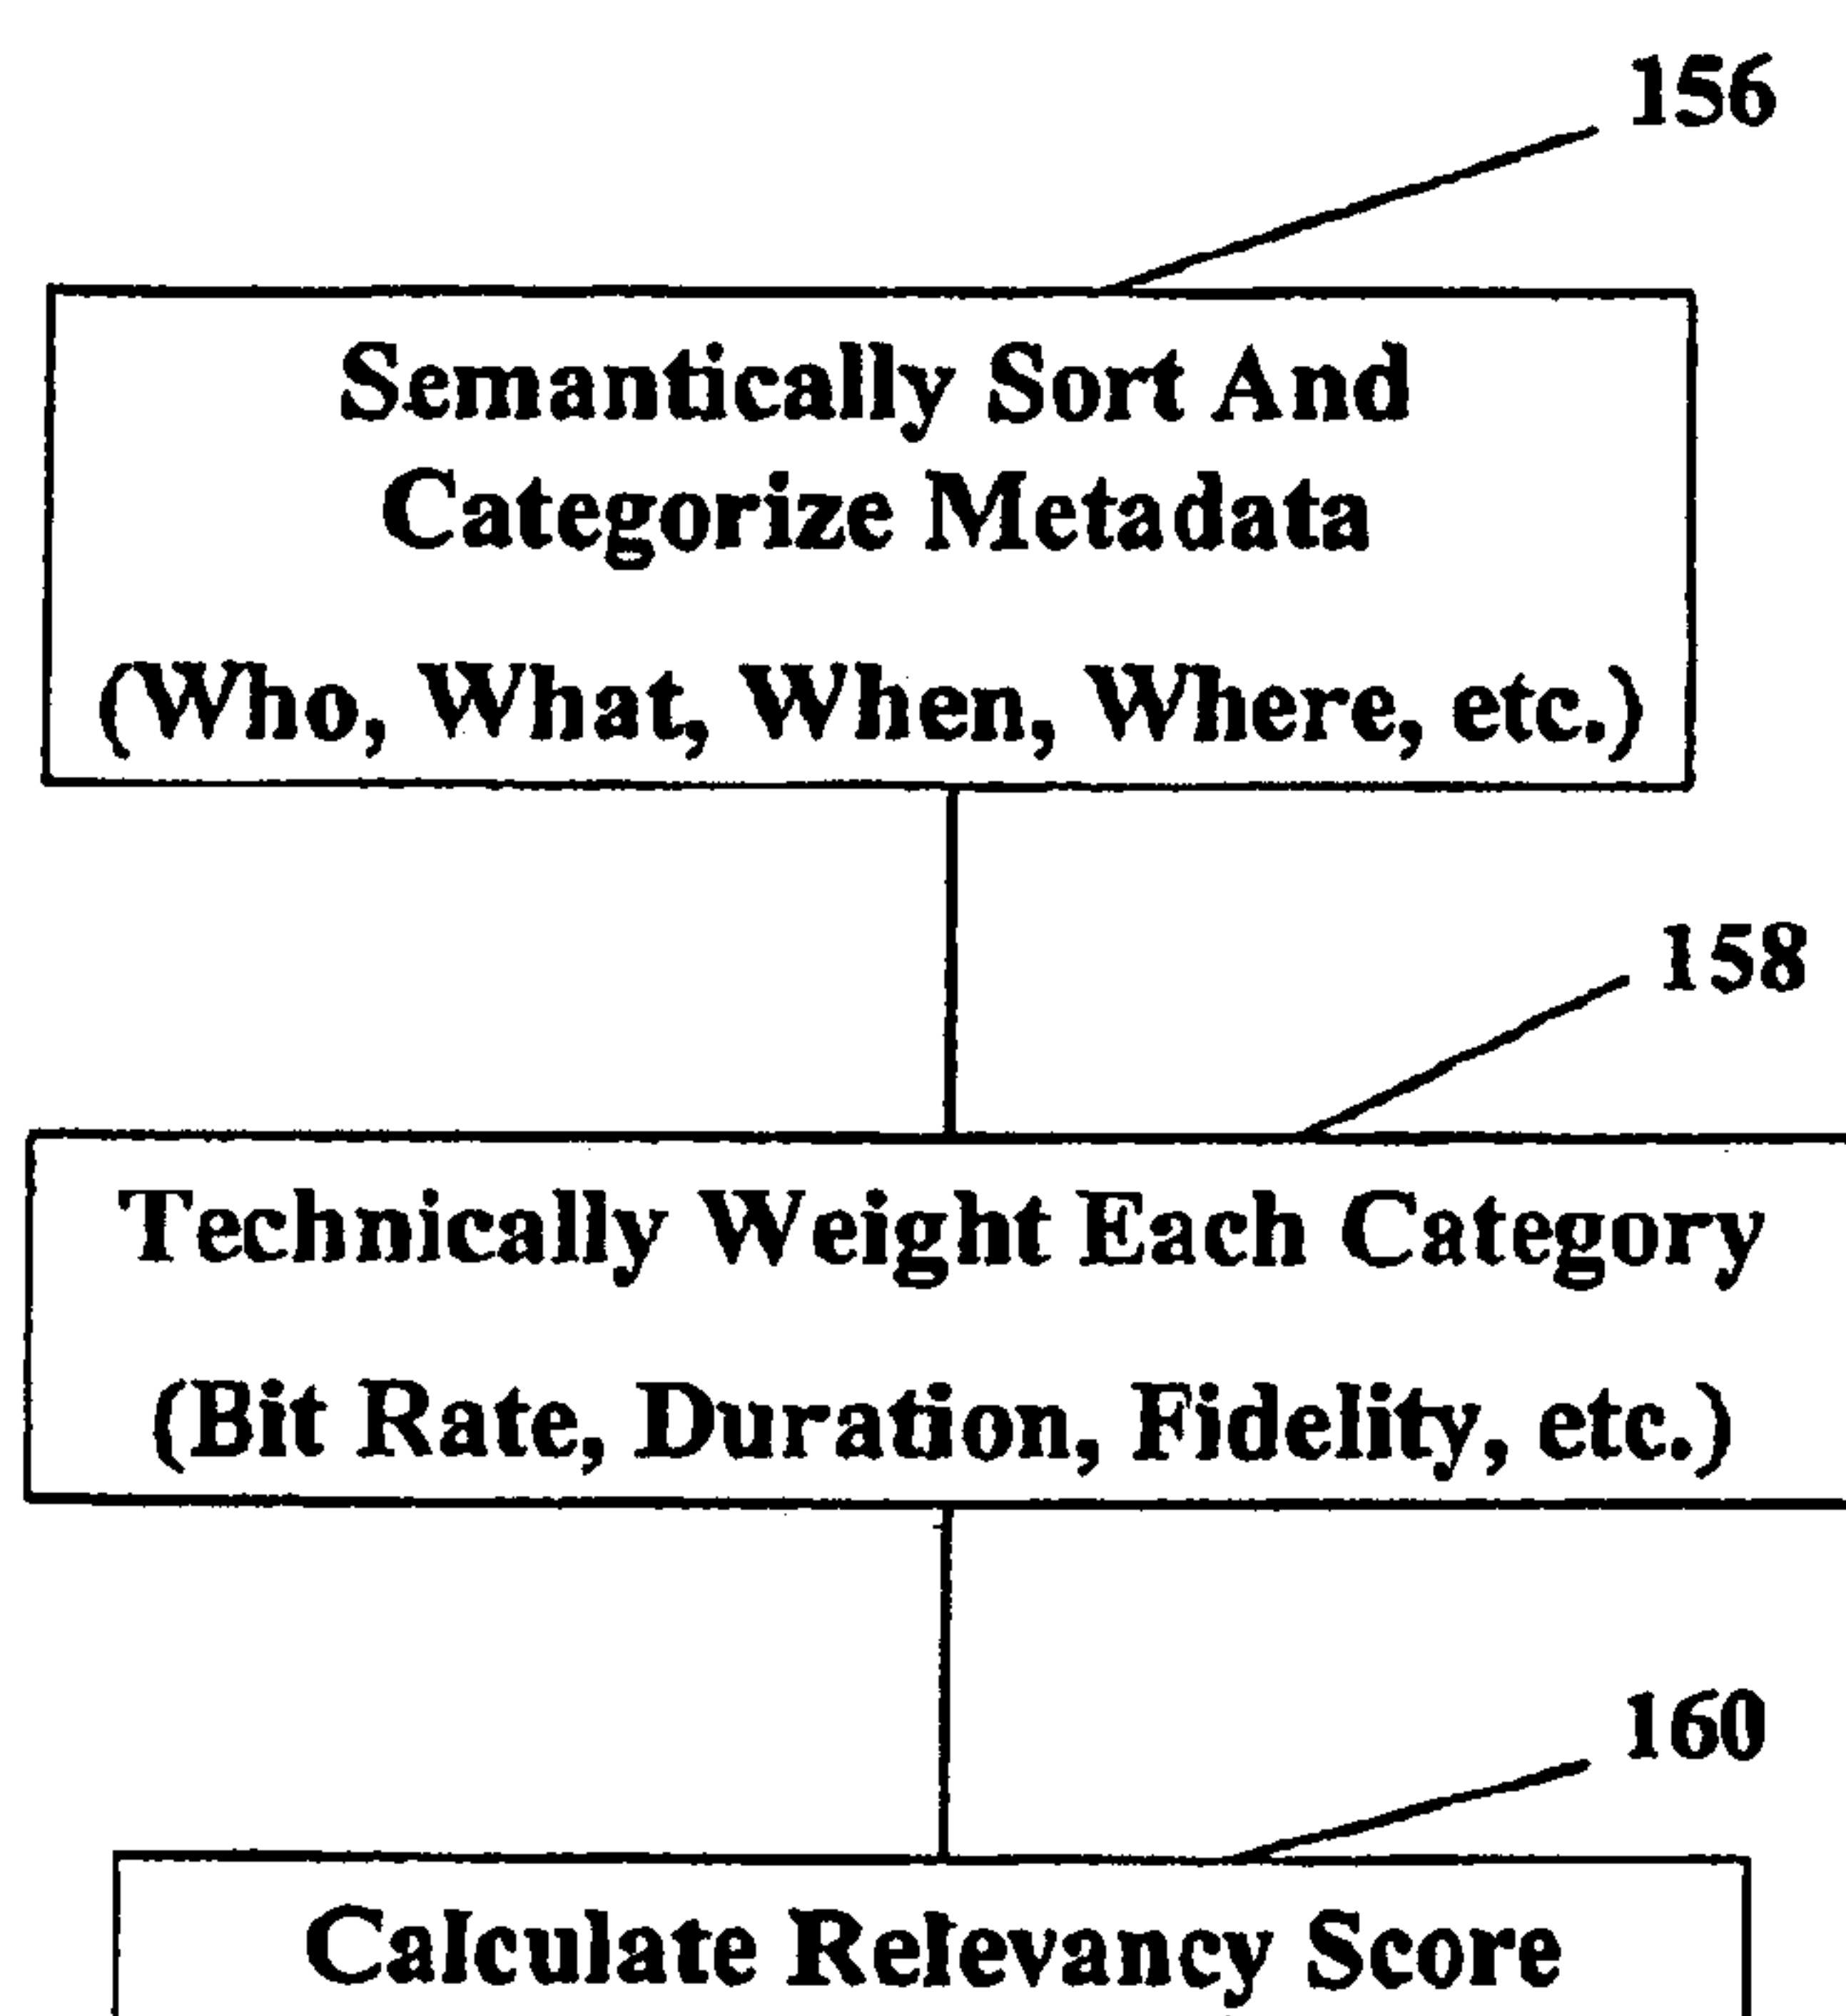 156
Semantically Sort And
Categorize Metadata
(Who, What, When, Where, etc.)
158
Technically Weight Each Category
(Bit Rate, Duration, Fidelity, etc.)
160
Calculate Relevancy Score